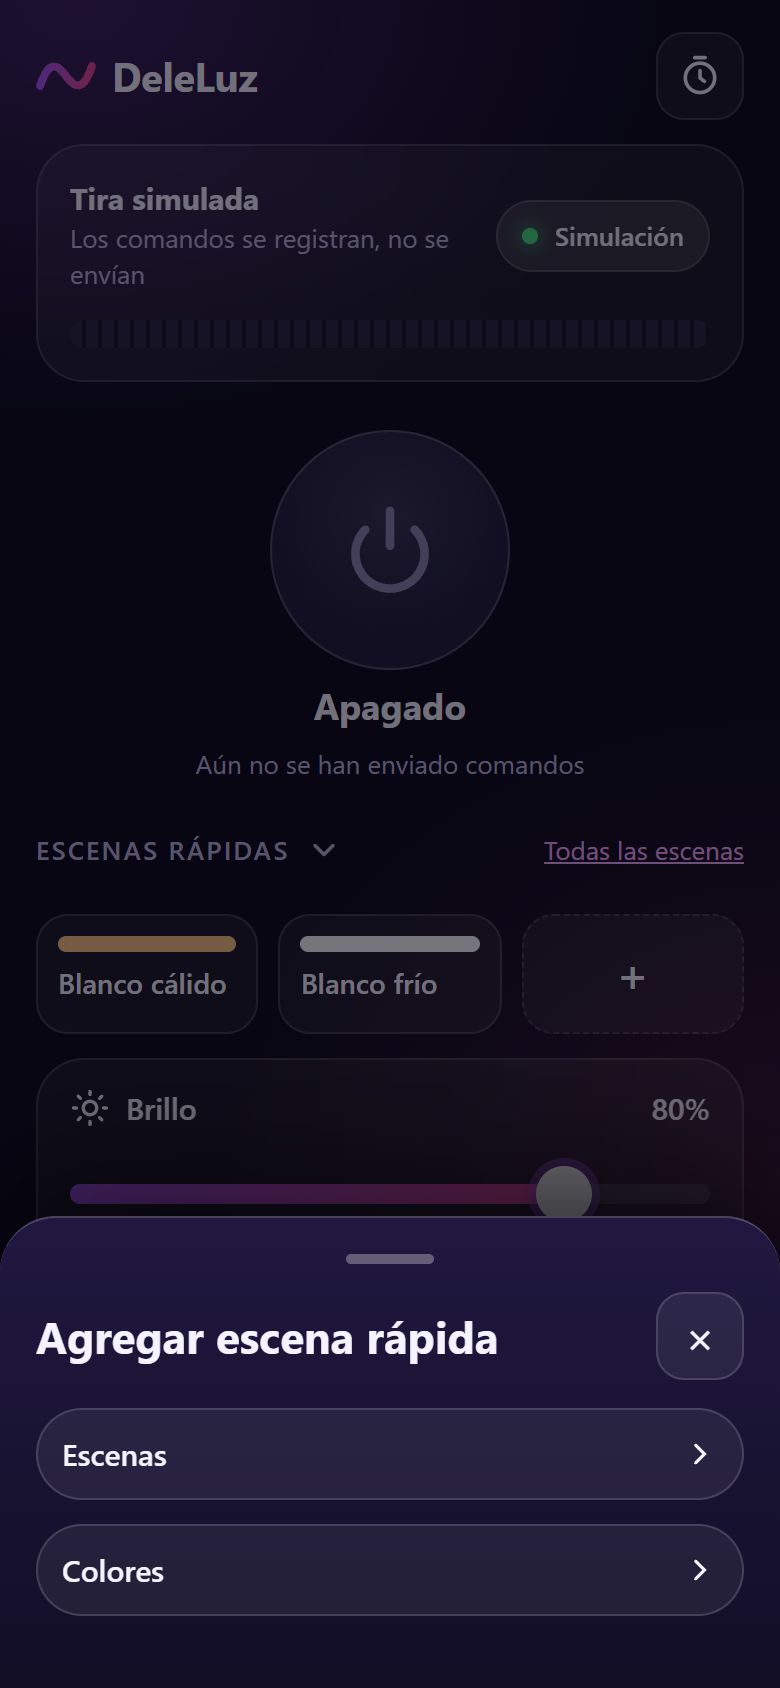 DeleLuz
Tira simulada
Los comandos se registran, no se
envían
Simulación
Apagado
Aún no se han enviado comandos
ESCENAS RÁPIDAS
Todas las escenas
Blanco cálido
Blanco frío
+
Brillo
80%
Agregar escena rápida
Escenas
Colores